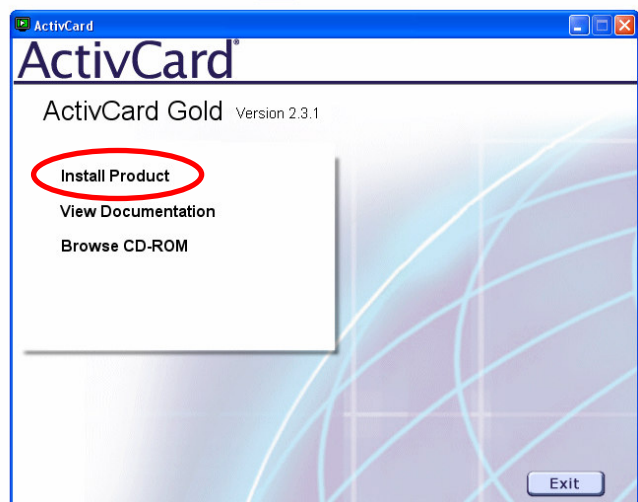 ActivCard
ActivCard®
ActivCard Gold Version 2.3.1
Install Product
View Documentation
Browse CD-ROM
Exit